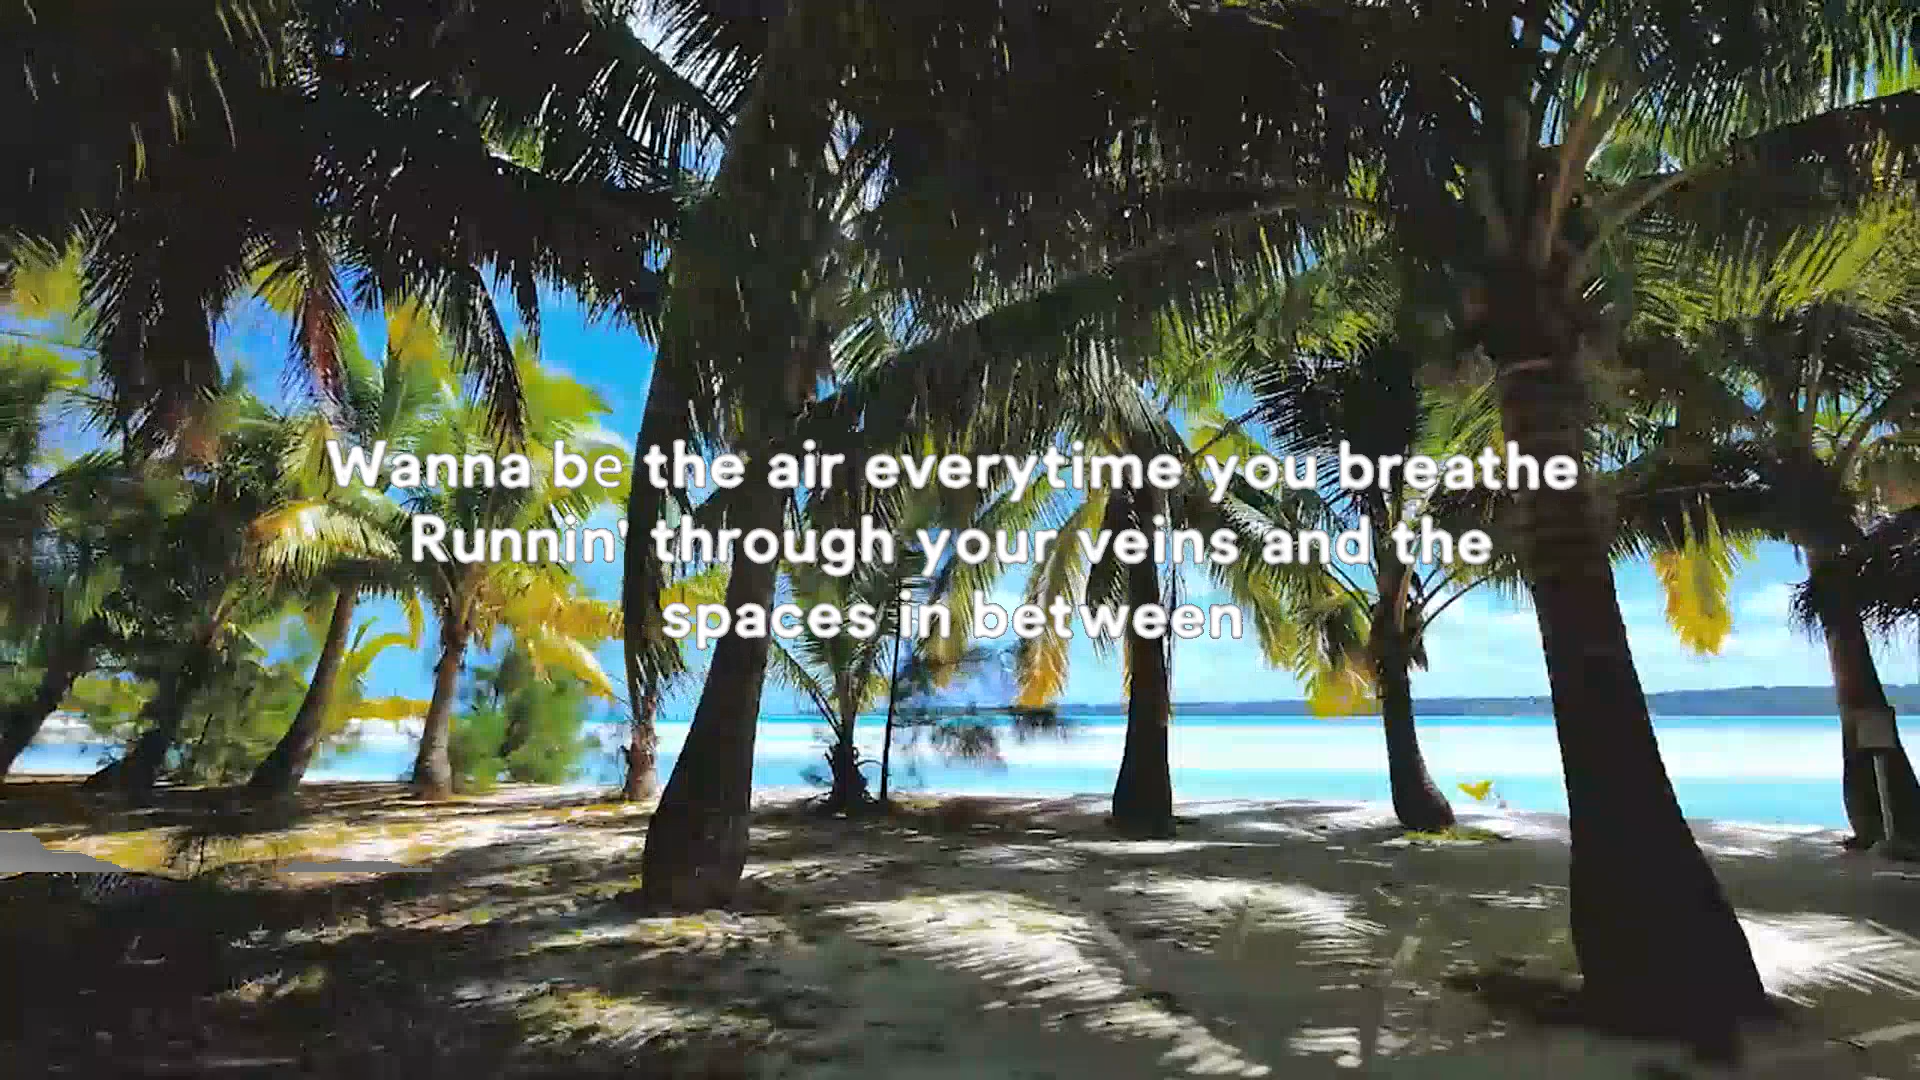 Wanna be the air everytime you breathe
Runnin' through your veins and the
spaces in between